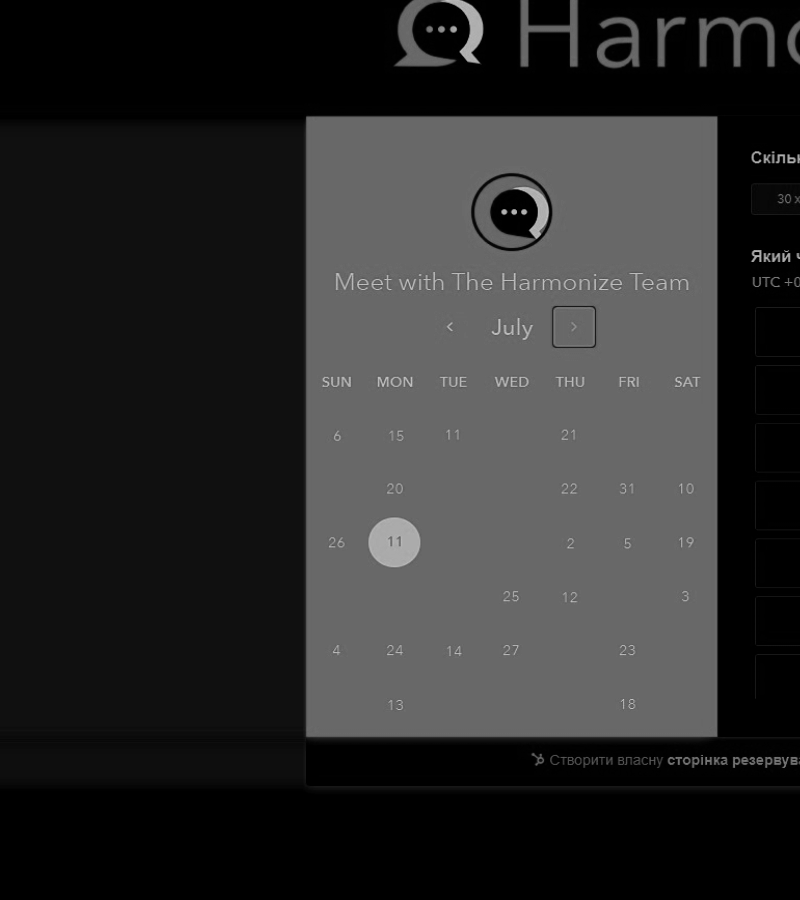 Harmo
Meet with The Harmonize Team
July
SUN MON TUE WED THU FRI SAT
6 15 11 21
20 22 31 10
26 11 2 5 19
25 12 3
4 24 14 27 23
13 18
Скільк
30 х
Який ч
UTC +0
Створити власну сторінка резервува